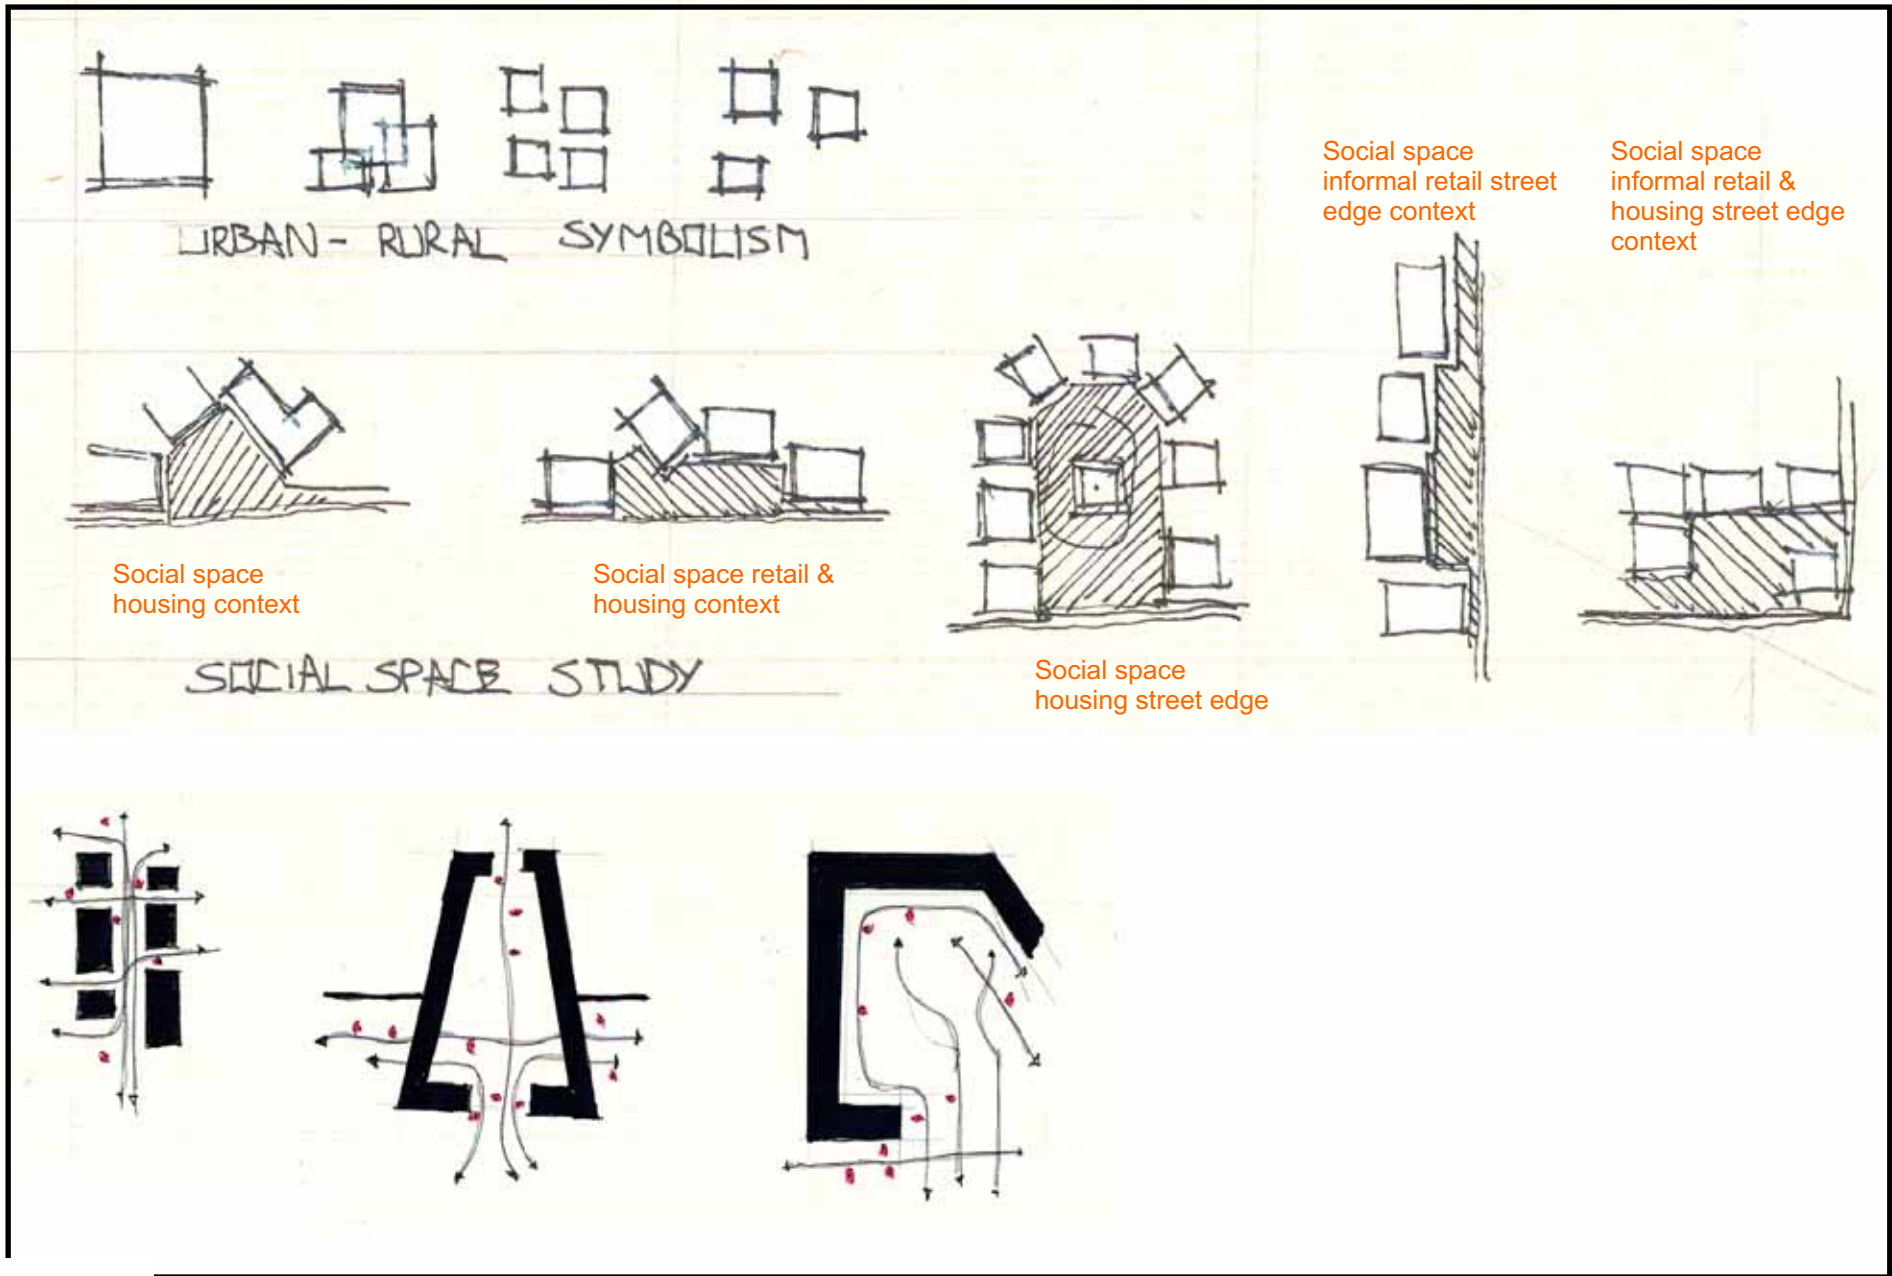 URBAN - RURAL SYMBOLISM
Social space
informal retail street
edge context
Social space
informal retail &
housing street edge
context
Social space
housing context
Social space retail &
housing context
Social space
housing street edge
SOCIAL SPACE STUDY